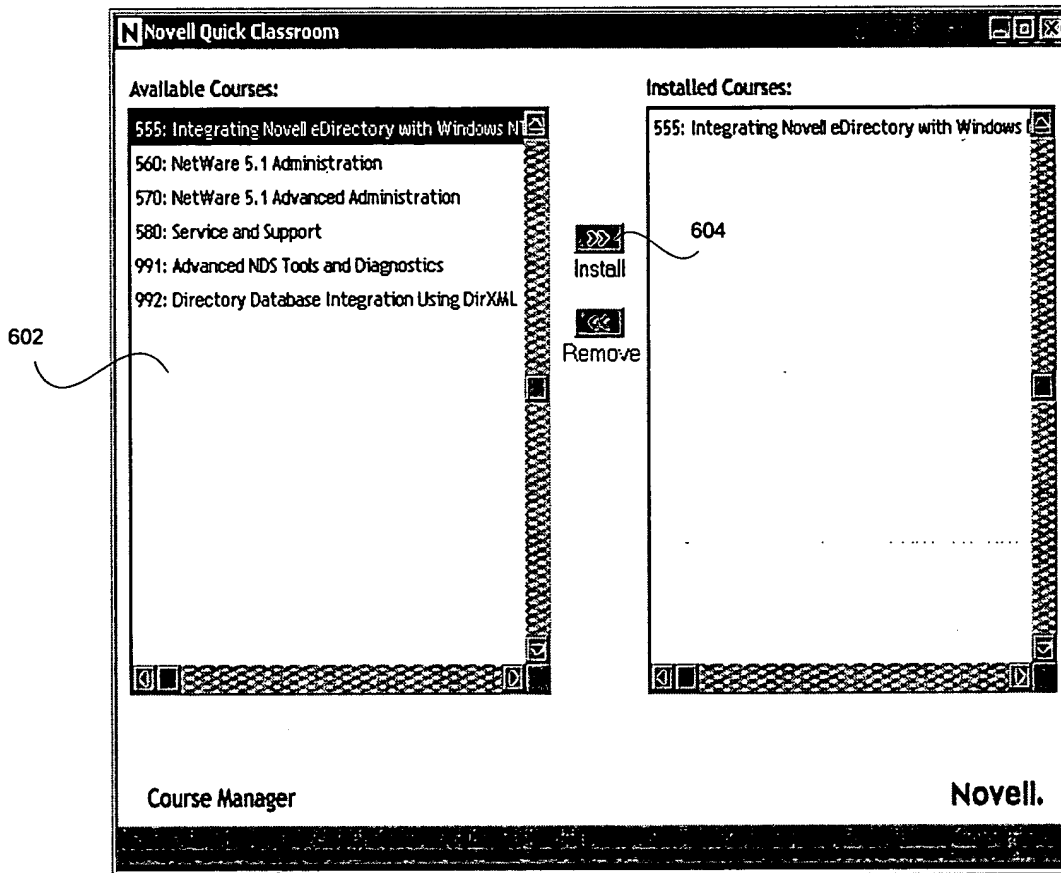 N Novell Quick Classroom
Available Courses:
555: Integrating Novell eDirectory with Windows NT
560: NetWare 5.1 Administration
570: NetWare 5.1 Advanced Administration
580: Service and Support
991: Advanced NDS Tools and Diagnostics
992: Directory Database Integration Using DirXML
602
Install
604
Remove
Installed Courses:
555: Integrating Novell eDirectory with Windows
Course Manager
Novell.